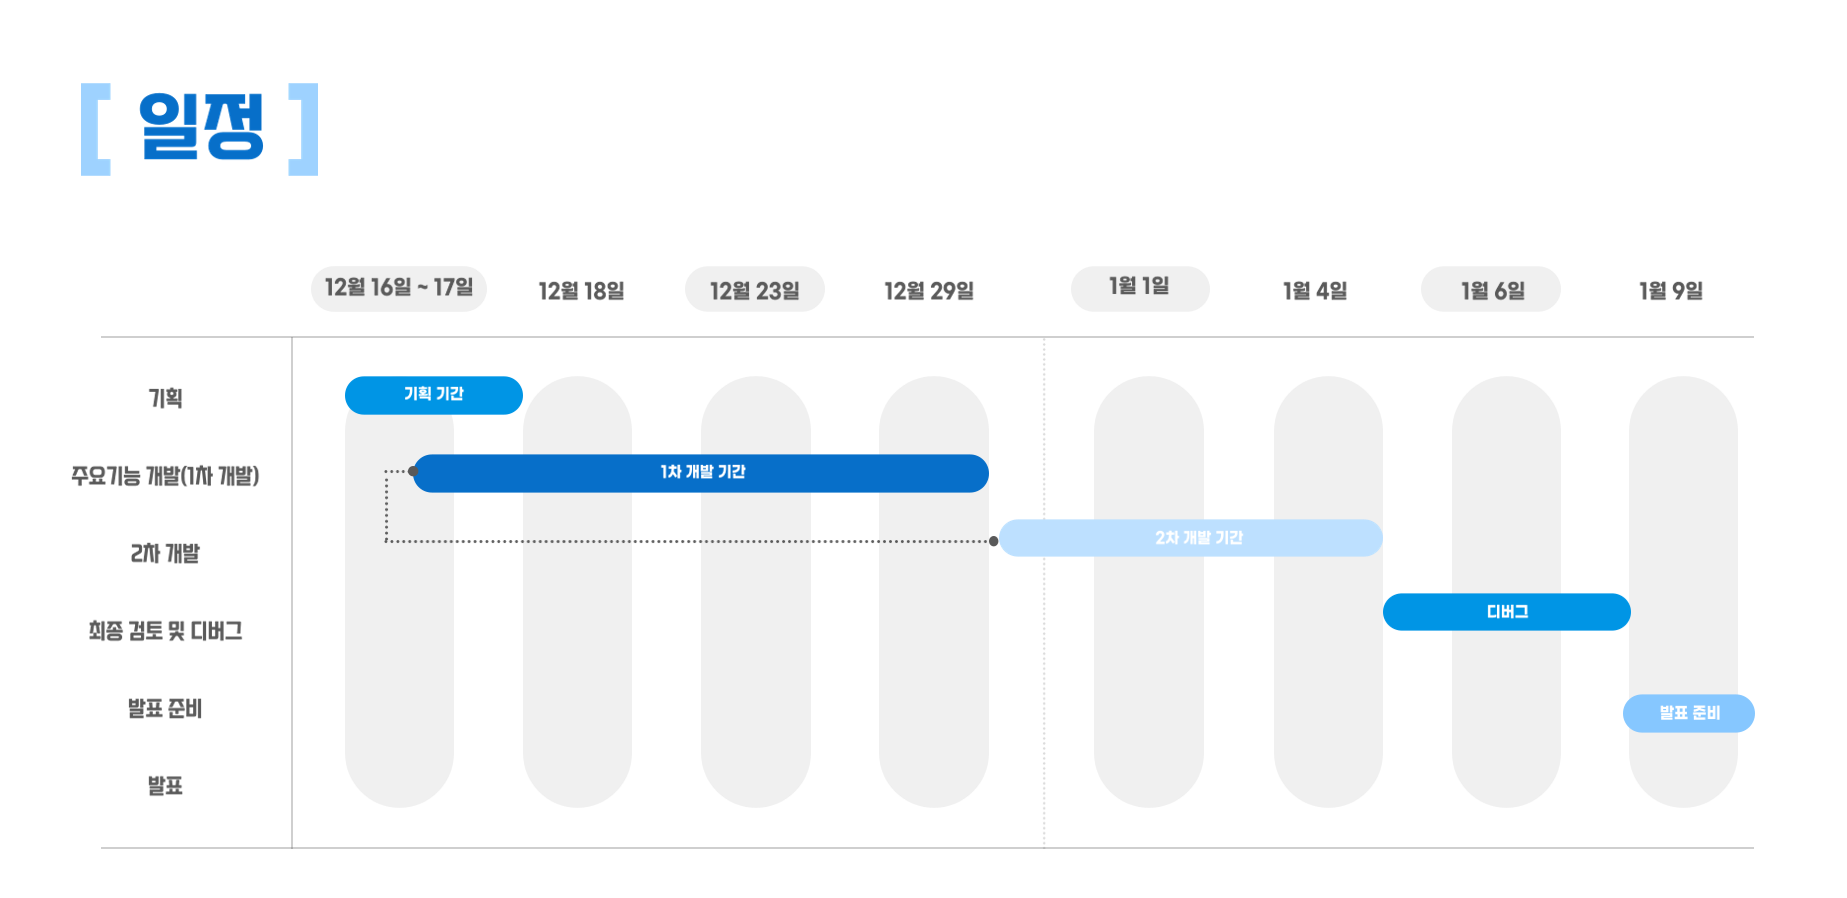 [ 일정 ]
12월 16일 ~ 17일 12월 18일 12월 23일 12월 29일 1월 1일 1월 4일 1월 6일 1월 9일
기획 기획 기간
주요기능 개발(1차 개발) 1차 개발 기간
2차 개발 2차 개발 기간
최종 검토 및 디버그 디버그
발표 준비 발표 준비
발표